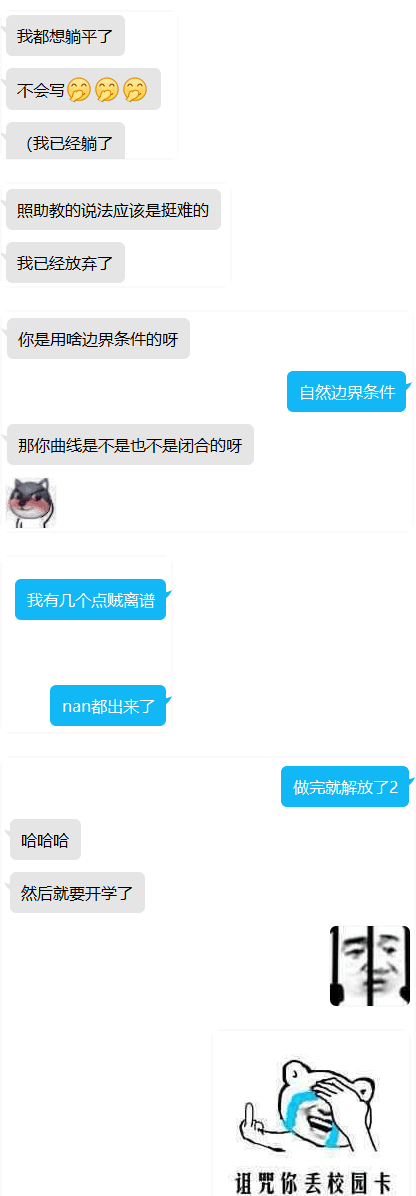 我都想躺平了
不会写🤭🤭🤭
（我已经躺了
照助教的说法应该是挺难的
我已经放弃了
你是用啥边界条件的呀
自然边界条件
那你曲线是不是也不是闭合的呀
我有几个点贼离谱
nan都出来了
做完就解放了2
哈哈哈
然后就要开学了
诅咒你丢校园卡